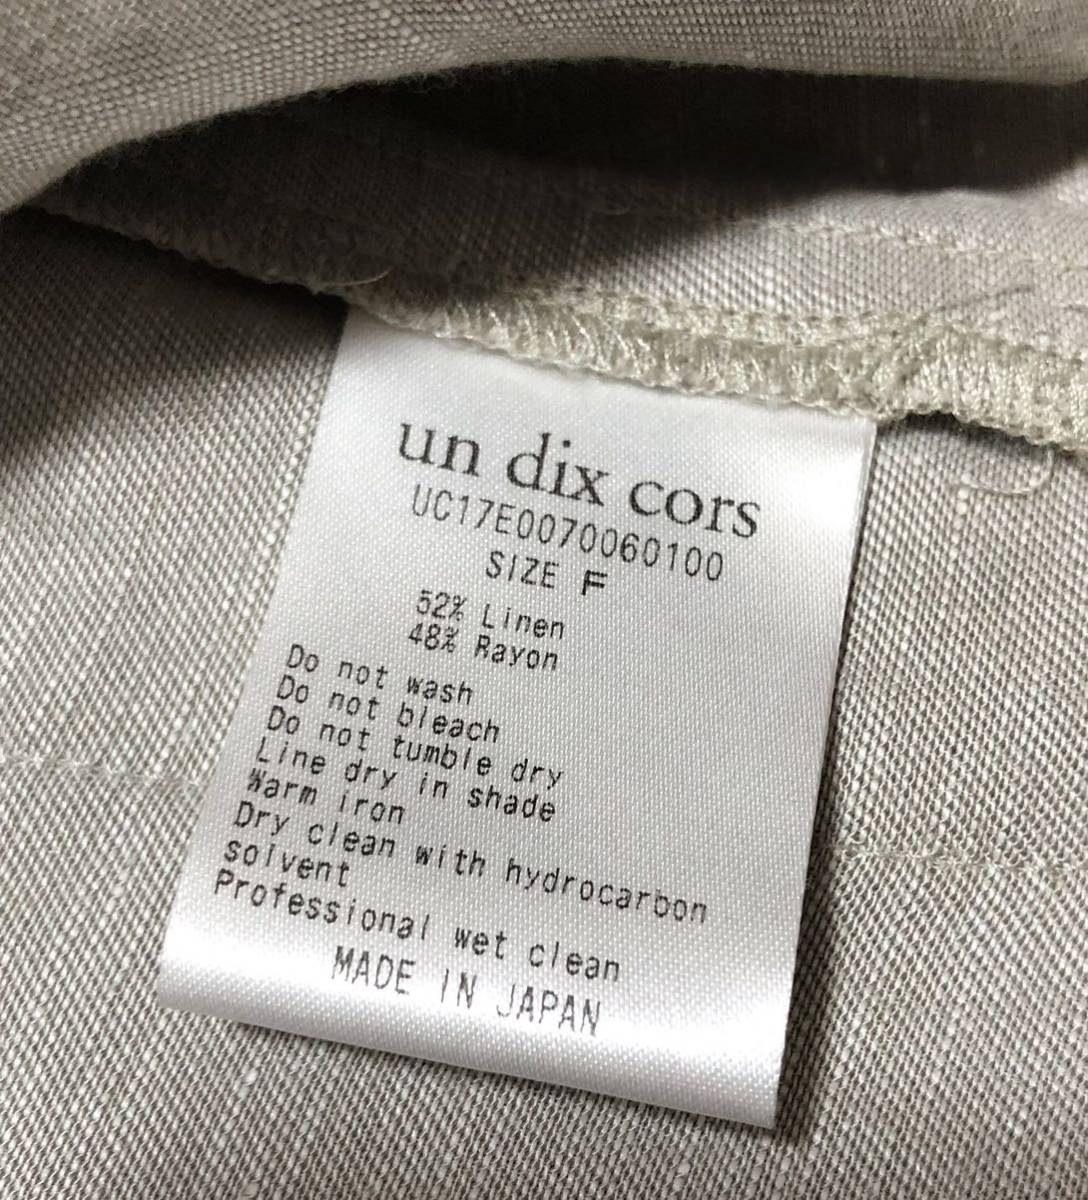 un dix cors
UC17E0070060100
SIZE F
52% Linen
48% Rayon
Do not wash
Do not bleach
Do not tumble dry
Line dry in shade
Warm iron
Dry clean with hydrocarbon
solvent
Professional wet clean
MADE IN JAPAN